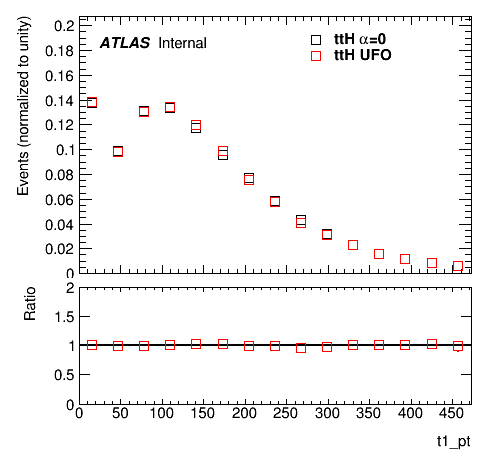 ATLAS Internal
ttH α=0
ttH UFO
Events (normalized to unity)
0.2
0.18
0.16
0.14
0.12
0.1
0.08
0.06
0.04
0.02
0
Ratio
2
1.5
1
0.5
0
0 50 100 150 200 250 300 350 400 450
t1_pt